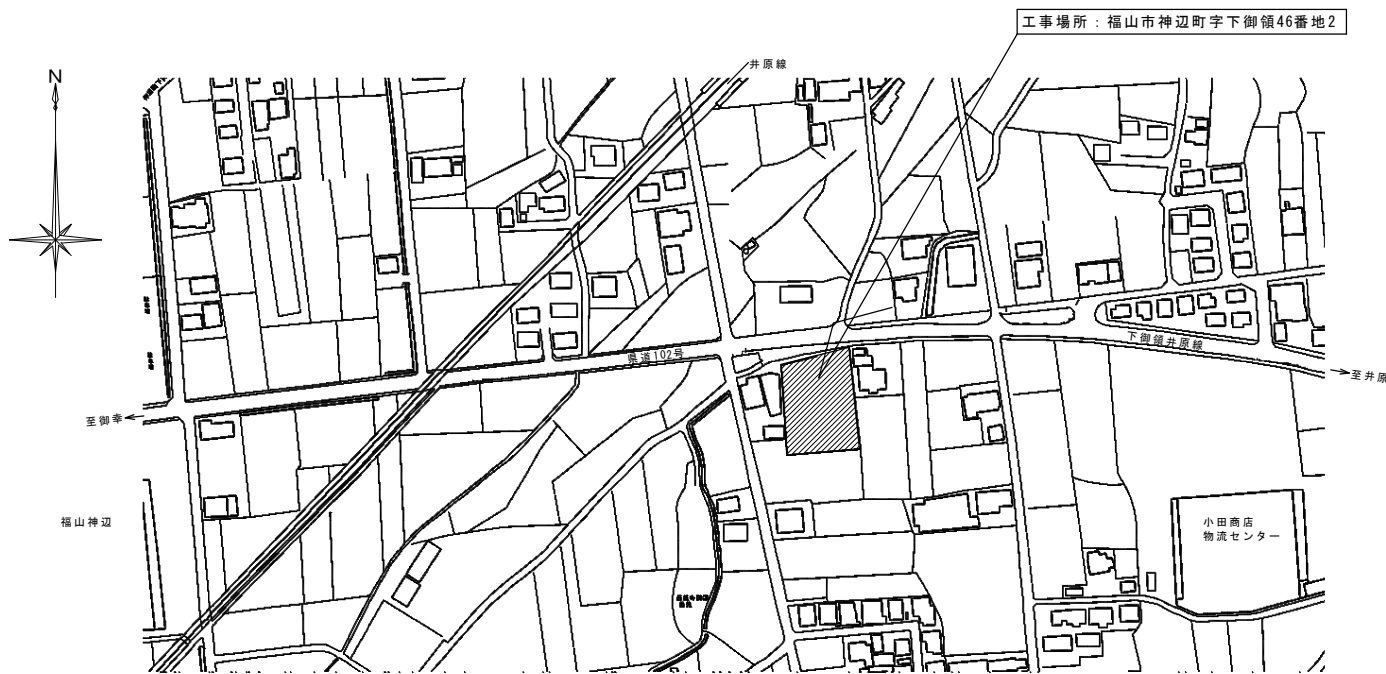 工事場所：福山市神辺町字下御領46番地2
N
井原線
県道102号
下御領井原線
至井原
至御幸
福山神辺
小田商店
物流センター